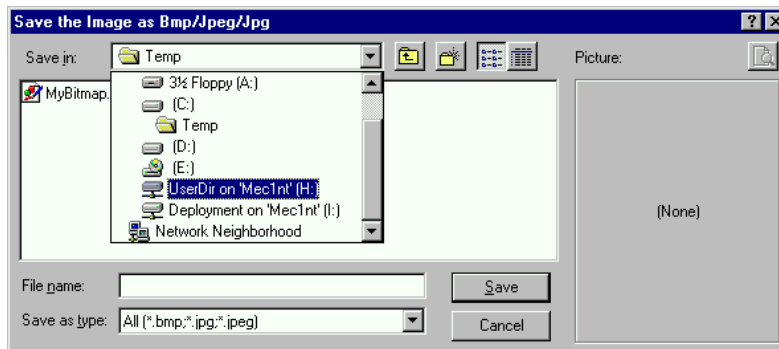 Save the Image as Bmp/Jpeg/Jpg
Save in:
Temp
Picture:
MyBitmap.
3½ Floppy (A:)
(C:)
Temp
(D:)
(E:)
UserDir on 'Mec1nt' (H:)
Deployment on 'Mec1nt' (I:)
Network Neighborhood
(None)
File name:
Save
Save as type:
All (*.bmp;*.jpg;*.jpeg)
Cancel